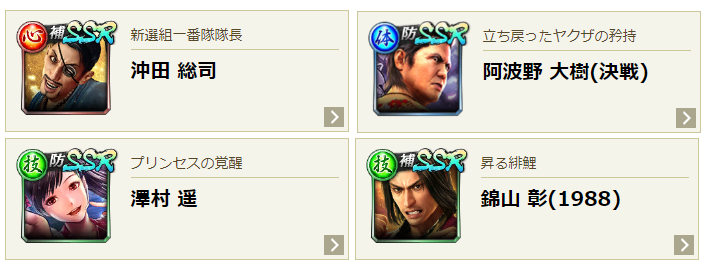 心 補 SSR
新選組一番隊隊長
沖田 総司
体 防 SSR
立ち戻ったヤクザの矜持
阿波野 大樹(決戦)
技 防 SSR
プリンセスの覚醒
澤村 遥
技 補 SSR
昇る緋鯉
錦山 彰(1988)